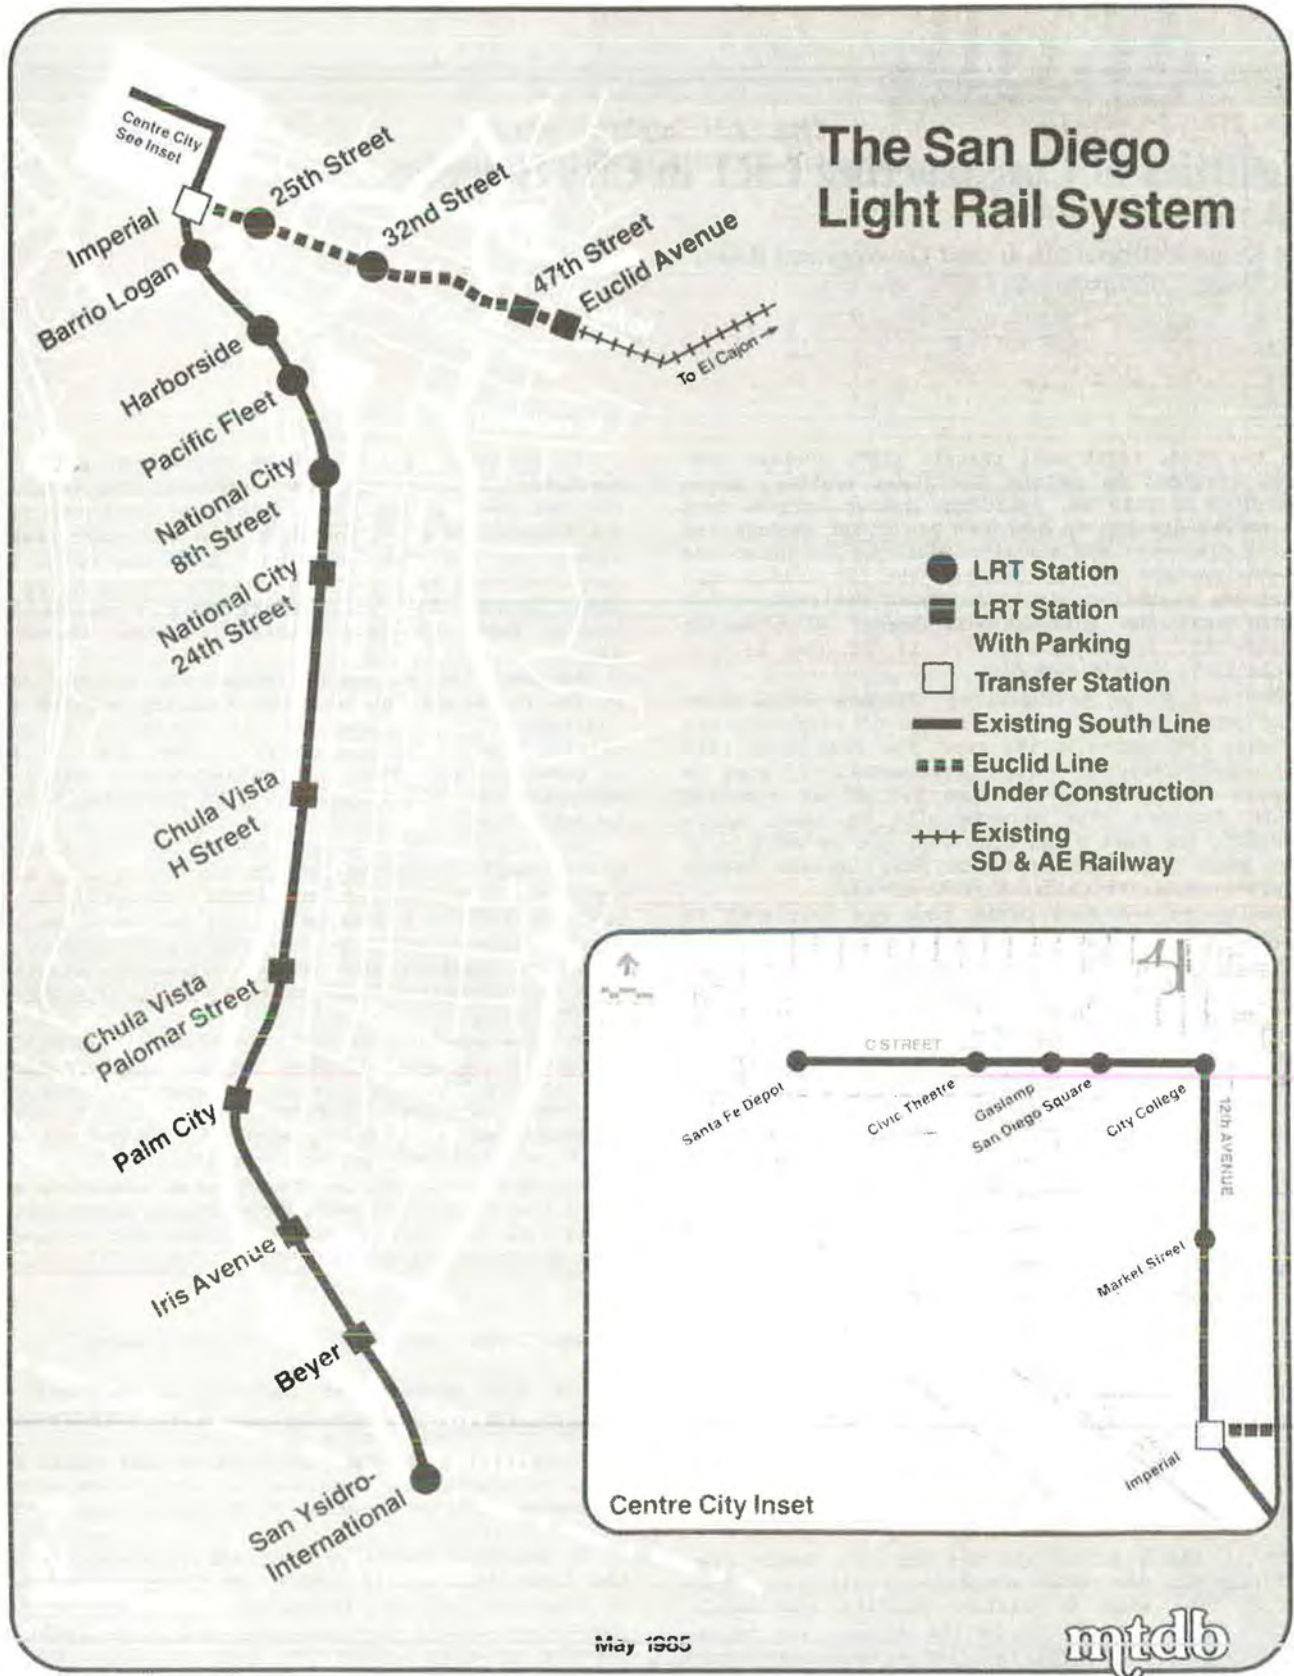 The San Diego
Light Rail System
Centre City
See Inset
Imperial
25th Street
32nd Street
47th Street
Euclid Avenue
To El Cajon
Barrio Logan
Harborside
Pacific Fleet
National City
8th Street
National City
24th Street
Chula Vista
H Street
Chula Vista
Palomar Street
Palm City
Iris Avenue
Beyer
San Ysidro-
International
LRT Station
LRT Station
With Parking
Transfer Station
Existing South Line
Euclid Line
Under Construction
Existing
SD & AE Railway
C STREET
Santa Fe Depot
Civic Theatre
Gaslamp
San Diego Square
City College
12th AVENUE
Market Street
Imperial
Centre City Inset
May 1985
mtdb